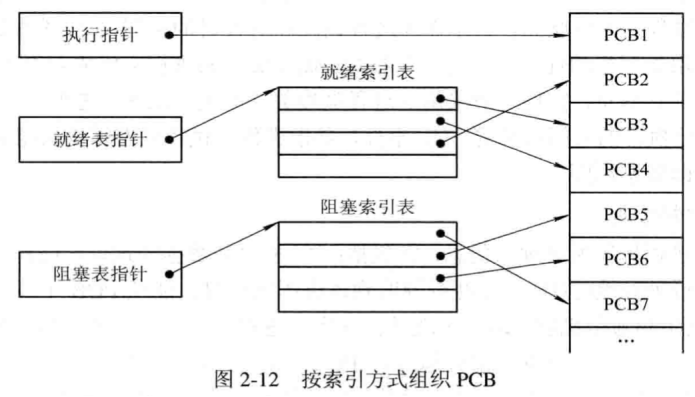 执行指针
就绪表指针
阻塞表指针
就绪索引表
阻塞索引表
PCB1
PCB2
PCB3
PCB4
PCB5
PCB6
PCB7
...
图 2-12 按索引方式组织 PCB